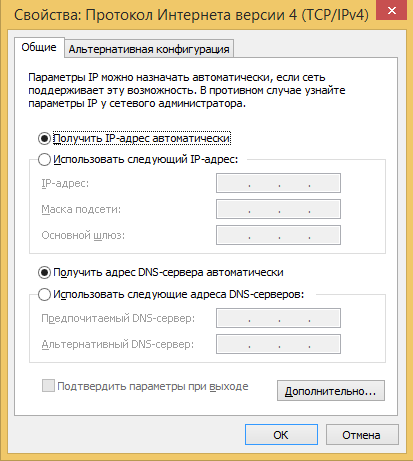 Свойства: Протокол Интернета версии 4 (TCP/IPv4)
Общие
Альтернативная конфигурация
Параметры IP можно назначать автоматически, если сеть
поддерживает эту возможность. В противном случае узнайте
параметры IP у сетевого администратора.
Получить IP-адрес автоматически
Использовать следующий IP-адрес:
IP-адрес:
Маска подсети:
Основной шлюз:
Получить адрес DNS-сервера автоматически
Использовать следующие адреса DNS-серверов:
Предпочитаемый DNS-сервер:
Альтернативный DNS-сервер:
Подтвердить параметры при выходе
Дополнительно...
ОК
Отмена